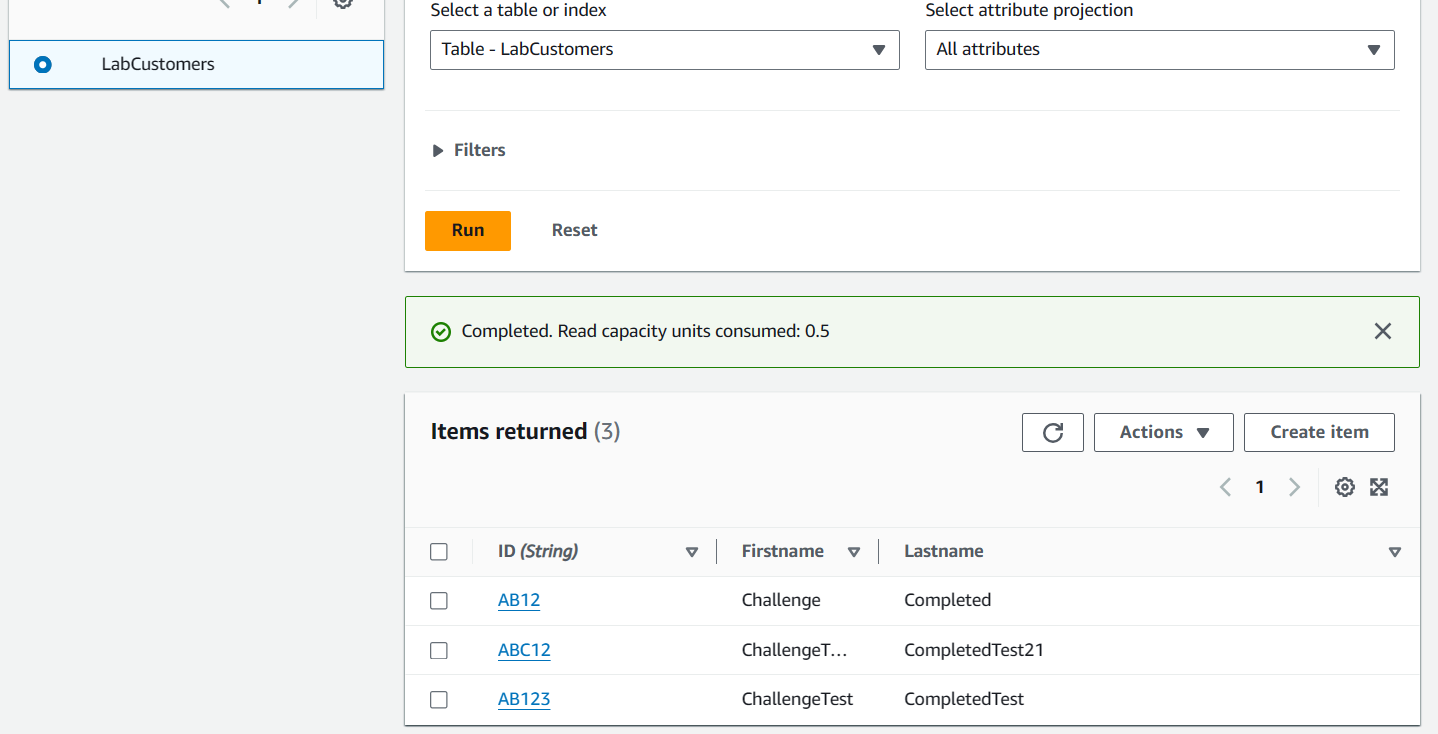 Select a table or index
Select attribute projection
Table - LabCustomers
All attributes
LabCustomers
Filters
Run
Reset
Completed. Read capacity units consumed: 0.5
Items returned (3)
Actions
Create item
1
ID (String)
Firstname
Lastname
AB12
Challenge
Completed
ABC12
ChallengeT...
CompletedTest21
AB123
ChallengeTest
CompletedTest